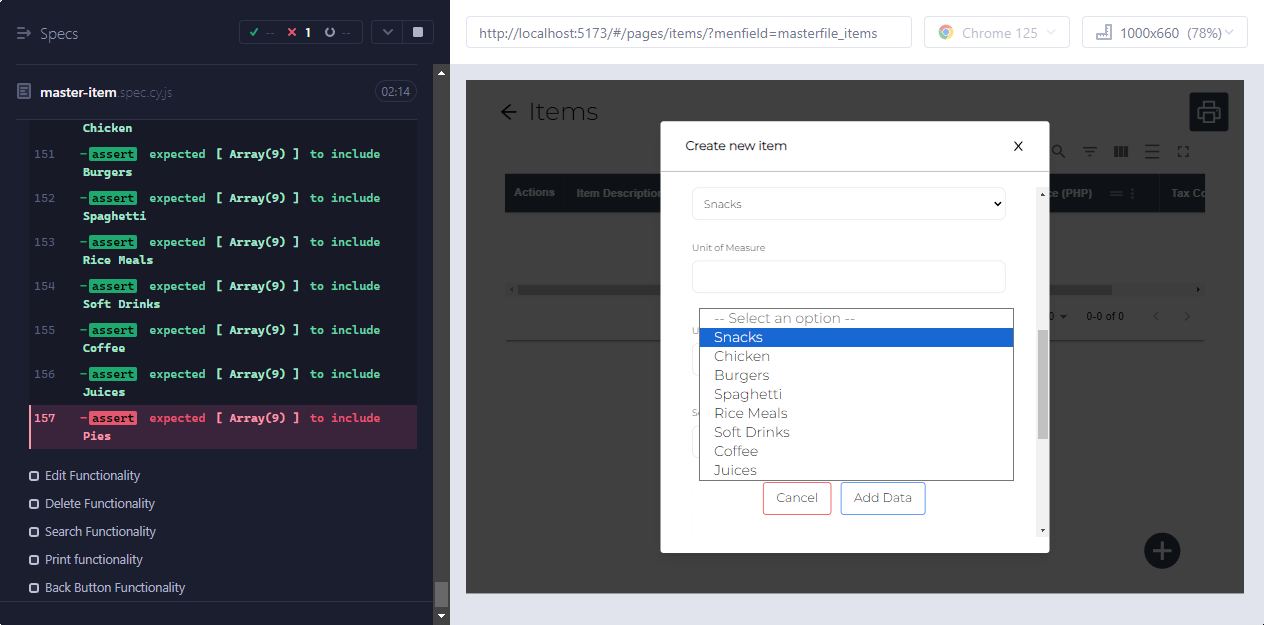 Specs
-- 1 --
http://localhost:5173/#/pages/items/?menfield=masterfile_items
Chrome 125
1000x660 (78%)
master-item.spec.cy.js
02:14
Chicken
151 -assert expected [ Array(9) ] to include
Burgers
152 -assert expected [ Array(9) ] to include
Spaghetti
153 -assert expected [ Array(9) ] to include
Rice Meals
154 -assert expected [ Array(9) ] to include
Soft Drinks
155 -assert expected [ Array(9) ] to include
Coffee
156 -assert expected [ Array(9) ] to include
Juices
157 -assert expected [ Array(9) ] to include
Pies
Edit Functionality
Delete Functionality
Search Functionality
Print functionality
Back Button Functionality
Items
Actions
Item Description
(PHP)
Tax
0-0 of 0
Create new item
X
Snacks
Unit of Measure
-- Select an option --
Snacks
Chicken
Burgers
Spaghetti
Rice Meals
Soft Drinks
Coffee
Juices
Cancel
Add Data